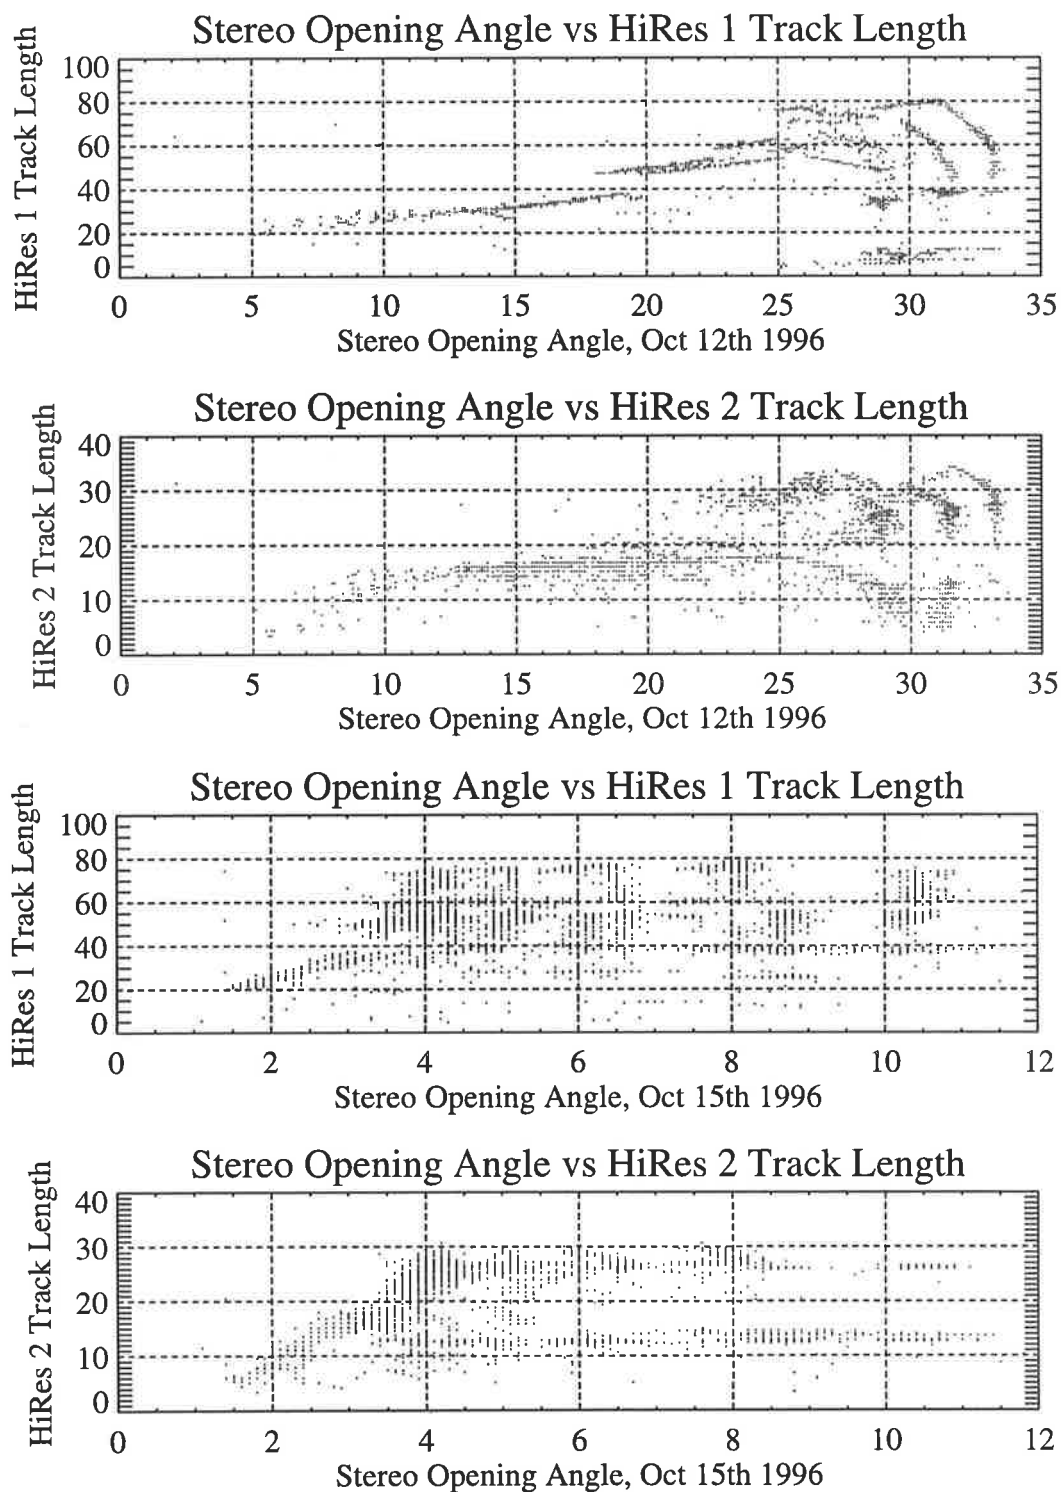 Stereo Opening Angle vs HiRes 1 Track Length
HiRes 1 Track Length
100
80
60
40
20
0
0 5 10 15 20 25 30 35
Stereo Opening Angle, Oct 12th 1996
Stereo Opening Angle vs HiRes 2 Track Length
HiRes 2 Track Length
40
30
20
10
0
0 5 10 15 20 25 30 35
Stereo Opening Angle, Oct 12th 1996
Stereo Opening Angle vs HiRes 1 Track Length
HiRes 1 Track Length
100
80
60
40
20
0
0 2 4 6 8 10 12
Stereo Opening Angle, Oct 15th 1996
Stereo Opening Angle vs HiRes 2 Track Length
HiRes 2 Track Length
40
30
20
10
0
0 2 4 6 8 10 12
Stereo Opening Angle, Oct 15th 1996